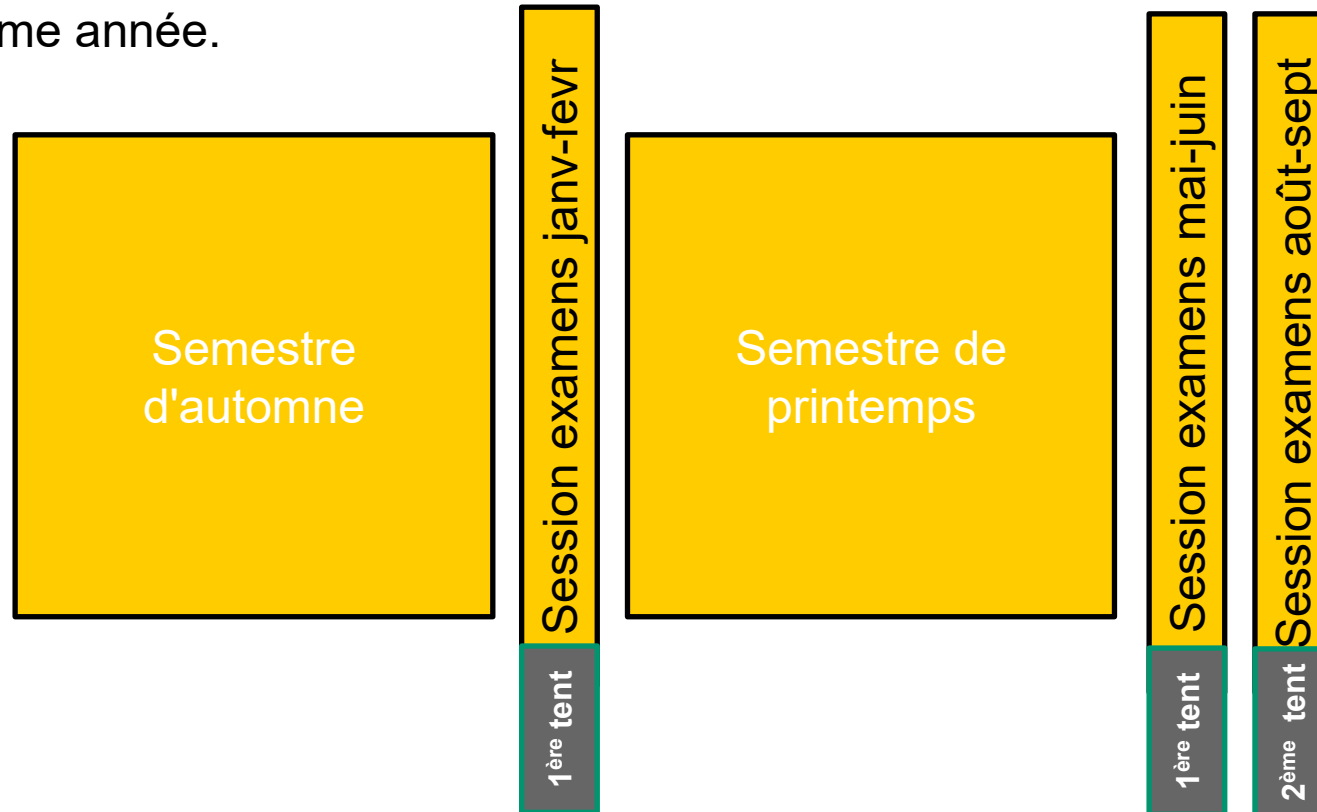 me année.
Semestre
d'automne
Session examens janv-fevr
1ère tent
Semestre de
printemps
Session examens mai-juin
1ère tent
Session examens août-sept
2ème tent